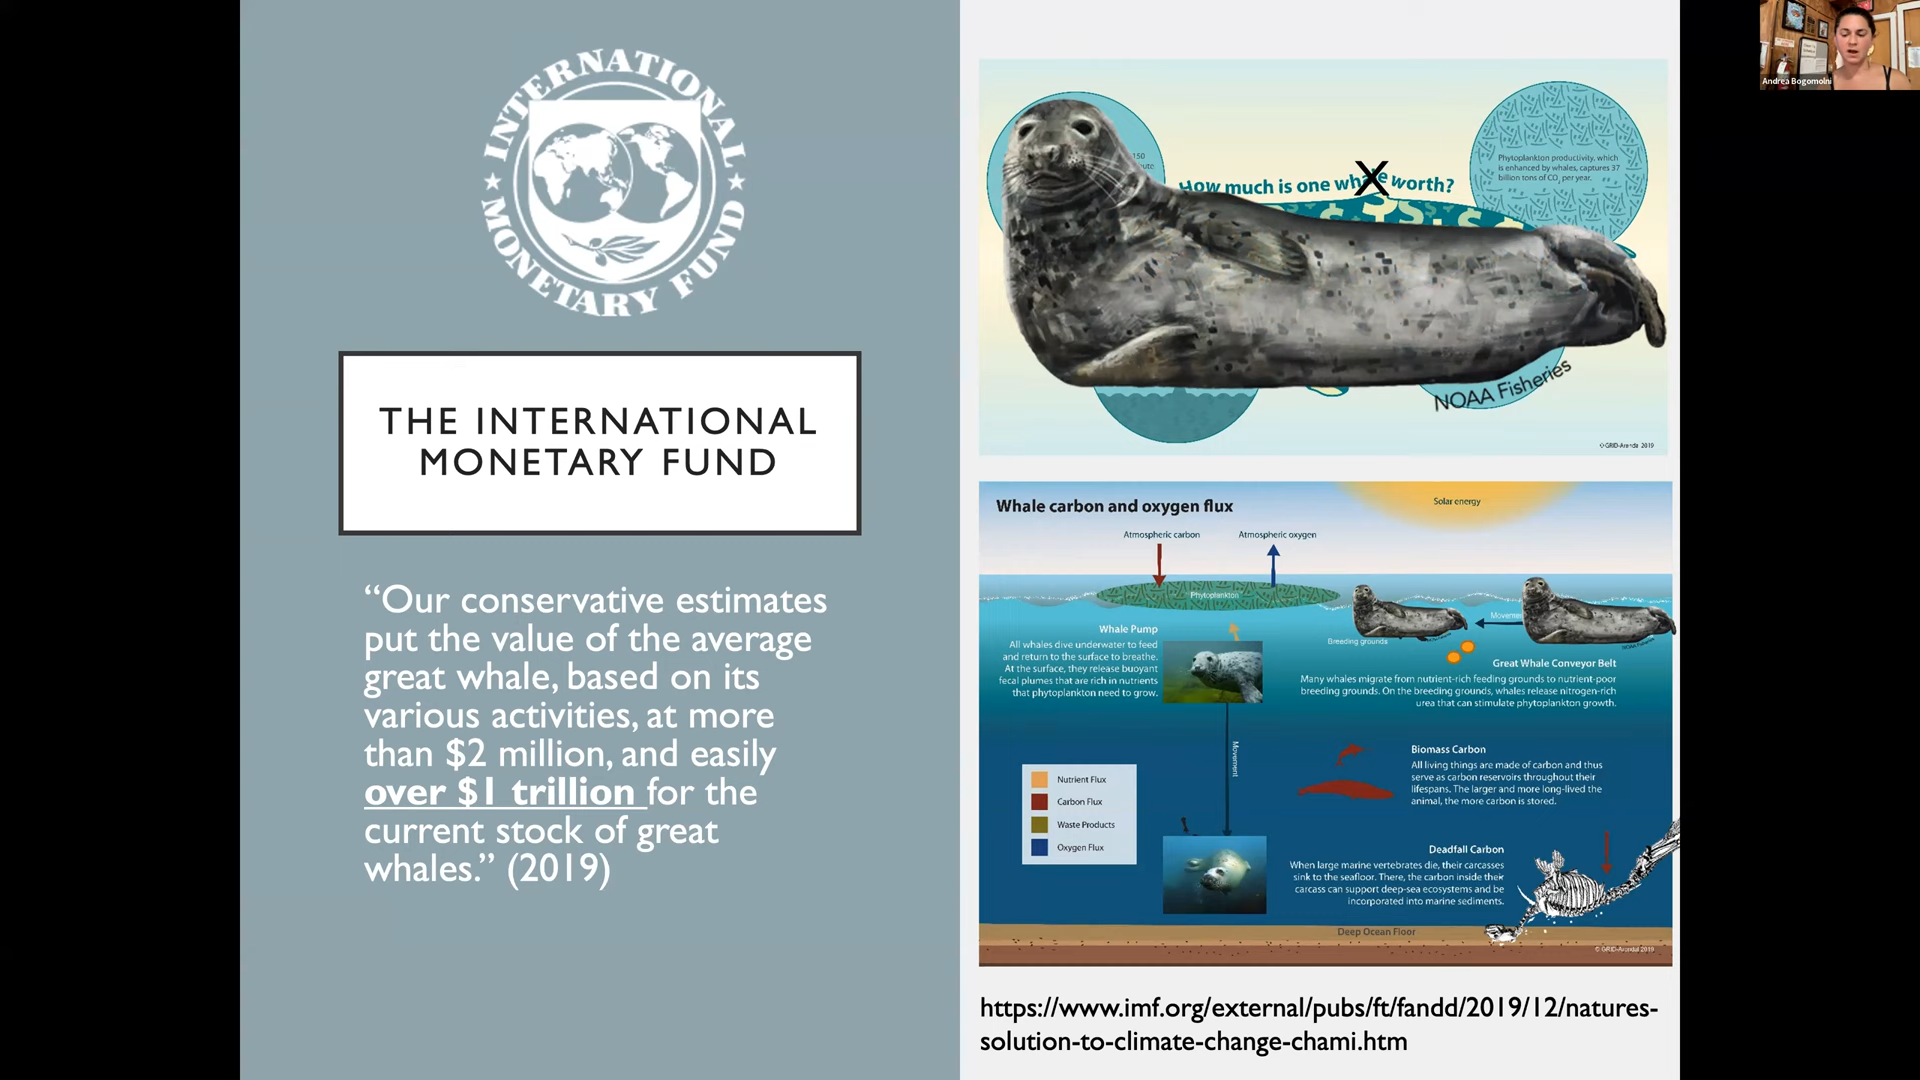 INTERNATIONAL
MONETARY FUND
THE INTERNATIONAL
MONETARY FUND
“Our conservative estimates
put the value of the average
great whale, based on its
various activities, at more
than $2 million, and easily
over $1 trillion for the
current stock of great
whales.” (2019)
150
How much is one whale worth?
X
Phytoplankton productivity, which
is enhanced by whales, captures 37
billion tons of CO2 per year.
NOAA Fisheries
© GRID-Arendal 2019
Whale carbon and oxygen flux
Solar energy
Atmospheric carbon
Atmospheric oxygen
Phytoplankton
Whale Pump
All whales dive underwater to feed
and return to the surface to breathe.
At the surface, they release buoyant
fecal plumes that are rich in nutrients
that phytoplankton need to grow.
Breeding grounds
Movement
Great Whale Conveyor Belt
Many whales migrate from nutrient-rich feeding grounds to nutrient-poor
breeding grounds. On the breeding grounds, whales release nitrogen-rich
urea that can stimulate phytoplankton growth.
Movement
Biomass Carbon
All living things are made of carbon and thus
serve as carbon reservoirs throughout their
lifespans. The larger and more long-lived the
animal, the more carbon is stored.
Nutrient Flux
Carbon Flux
Waste Products
Oxygen Flux
Deadfall Carbon
When large marine vertebrates die, their carcasses
sink to the seafloor. There, the carbon inside their
carcass can support deep-sea ecosystems and be
incorporated into marine sediments.
Deep Ocean Floor
© GRID-Arendal 2019
https://www.imf.org/external/pubs/ft/fandd/2019/12/natures-
solution-to-climate-change-chami.htm
Andrea Bogomolni